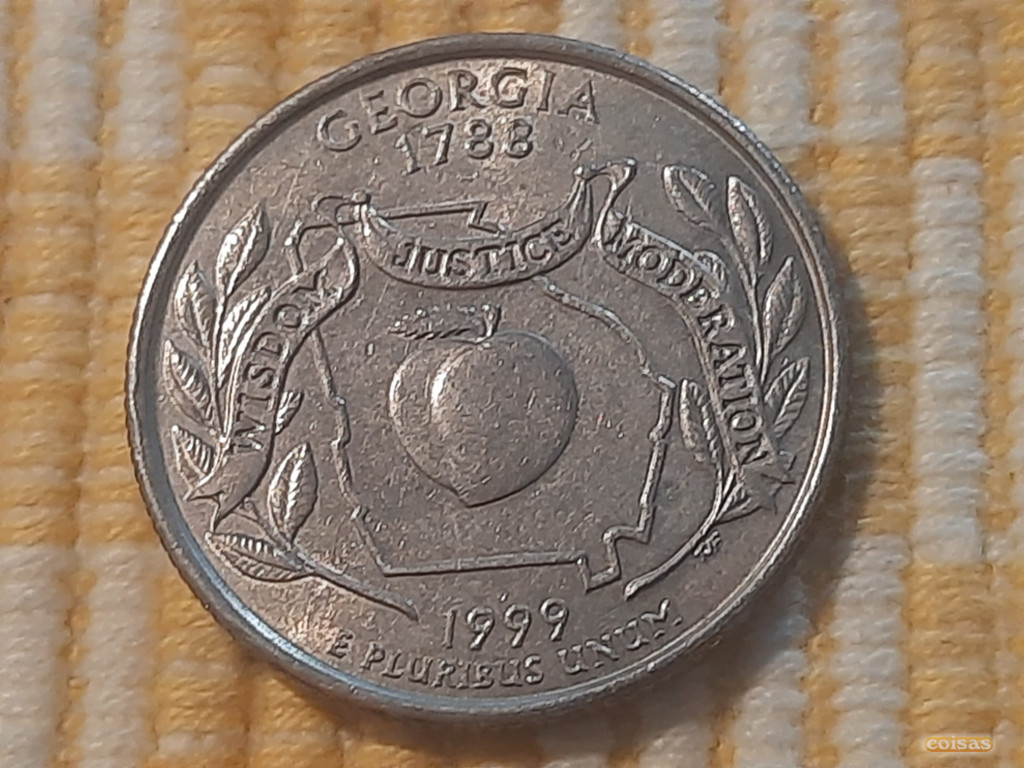 GEORGIA
1788
WISDOM
JUSTICE
MODERATION
1999
E PLURIBUS UNUM
coisas